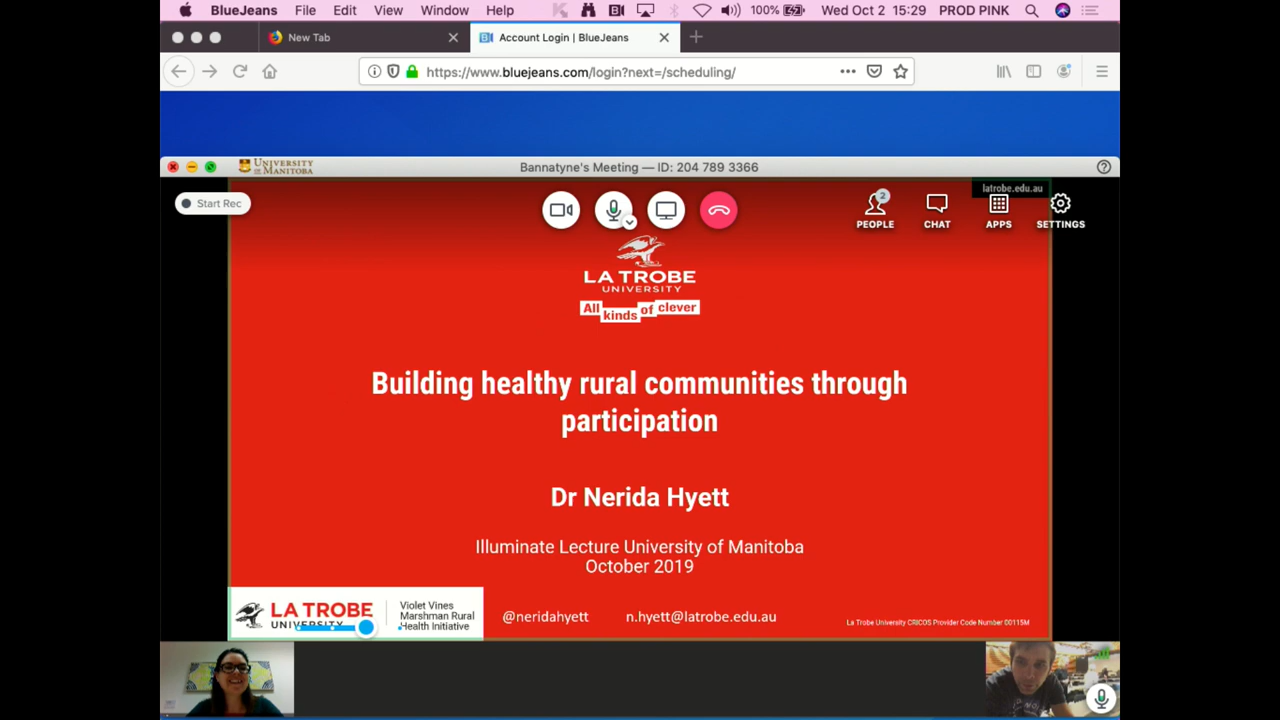 BlueJeans File Edit View Window Help 100% Wed Oct 2 15:29 PROD PINK
New Tab
Account Login | BlueJeans
https://www.bluejeans.com/login?next=/scheduling/
UNIVERSITY
OF MANITOBA
Bannatyne's Meeting — ID: 204 789 3366
latrobe.edu.au
Start Rec
2
PEOPLE
CHAT
APPS
SETTINGS
LA TROBE
UNIVERSITY
All kinds of clever
Building healthy rural communities through
participation
Dr Nerida Hyett
Illuminate Lecture University of Manitoba
October 2019
LA TROBE
UNIVERSITY
Violet Vines
Marshman Rural
Health Initiative
@neridahyett
n.hyett@latrobe.edu.au
La Trobe University CRICOS Provider Code Number 00115M